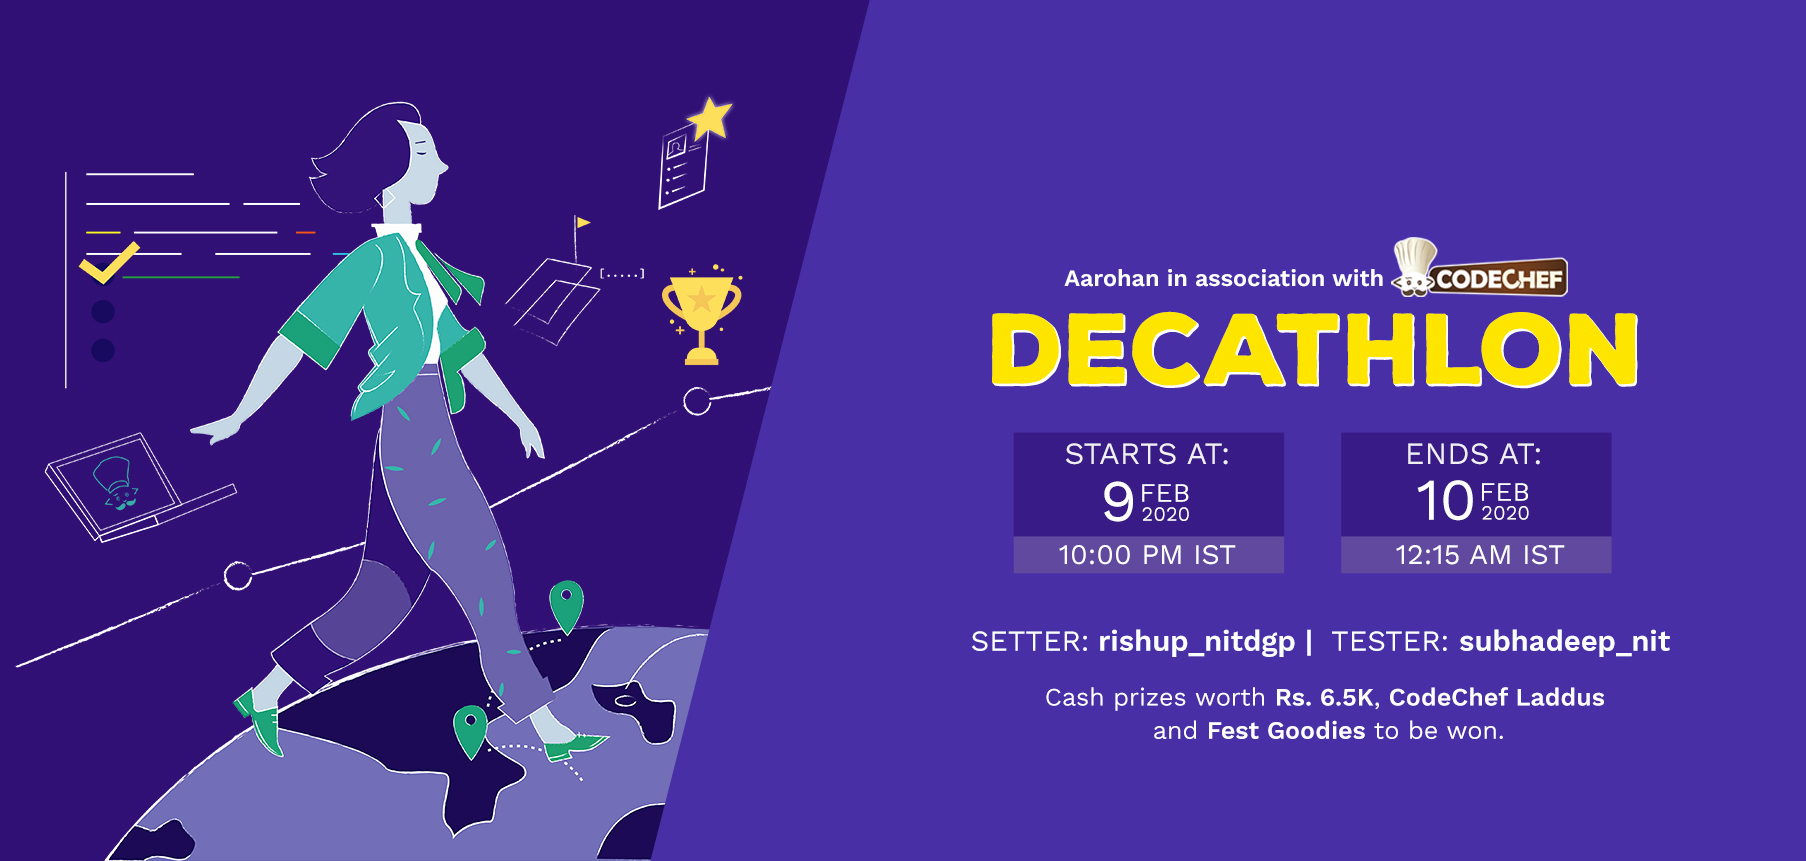 Aarohan in association with CODECHEF
DECATHLON
STARTS AT:
9 FEB 2020
10:00 PM IST
ENDS AT:
10 FEB 2020
12:15 AM IST
SETTER: rishup_nitdgp | TESTER: subhadeep_nit
Cash prizes worth Rs. 6.5K, CodeChef Laddus
and Fest Goodies to be won.